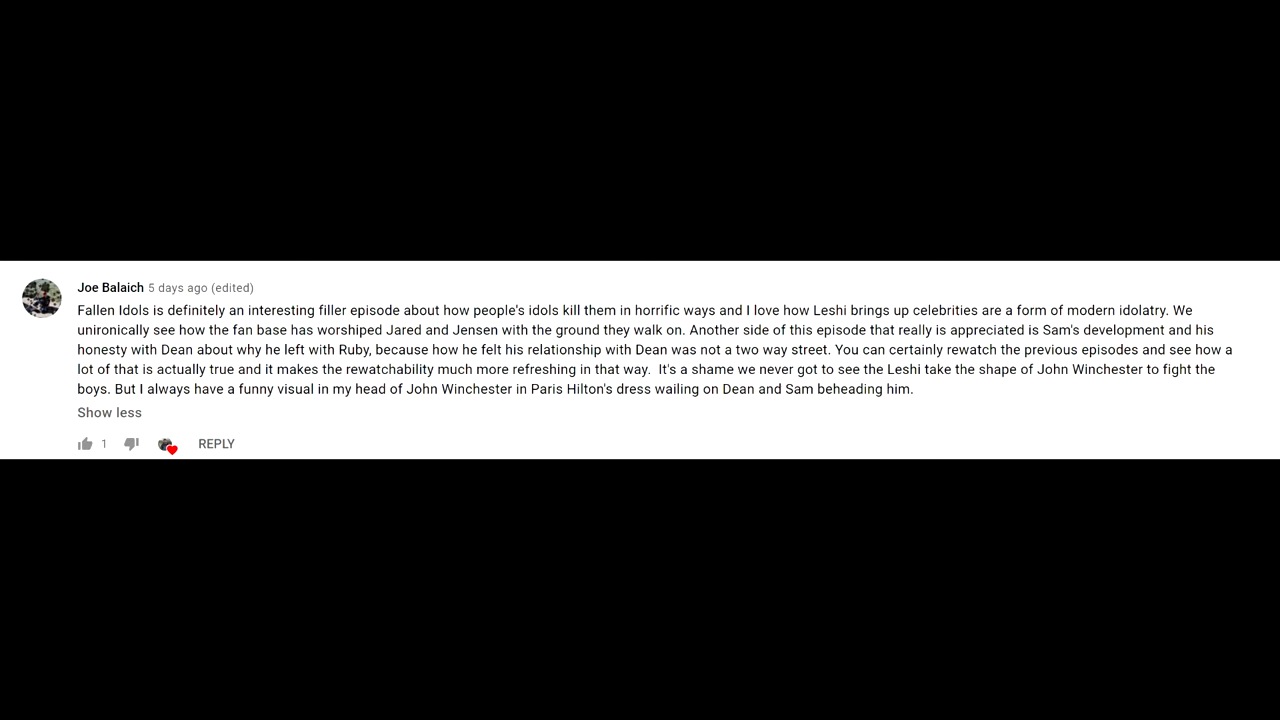 Joe Balaich 5 days ago (edited)
Fallen Idols is definitely an interesting filler episode about how people's idols kill them in horrific ways and I love how Leshi brings up celebrities are a form of modern idolatry. We
unironically see how the fan base has worshiped Jared and Jensen with the ground they walk on. Another side of this episode that really is appreciated is Sam's development and his
honesty with Dean about why he left with Ruby, because how he felt his relationship with Dean was not a two way street. You can certainly rewatch the previous episodes and see how a
lot of that is actually true and it makes the rewatchability much more refreshing in that way.  It's a shame we never got to see the Leshi take the shape of John Winchester to fight the
boys. But I always have a funny visual in my head of John Winchester in Paris Hilton's dress wailing on Dean and Sam beheading him.
Show less
1 REPLY